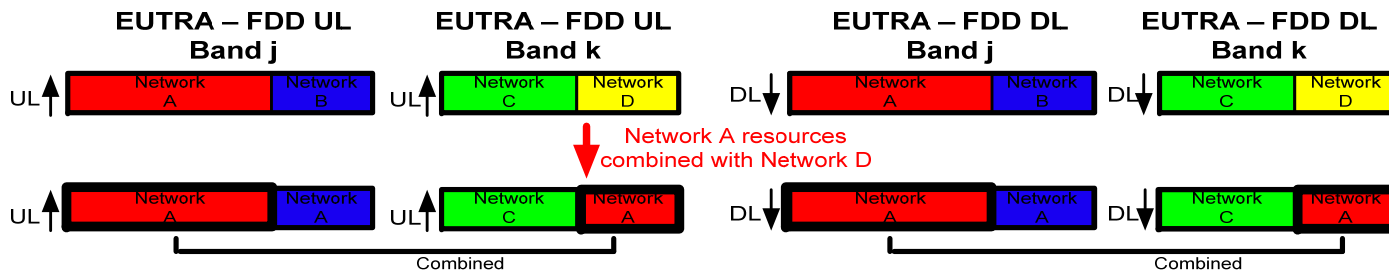 EUTRA – FDD UL
Band j
EUTRA – FDD UL
Band k
EUTRA – FDD DL
Band j
EUTRA – FDD DL
Band k
UL
Network
A
Network
B
UL
Network
C
Network
D
DL
Network
A
Network
B
DL
Network
C
Network
D
Network A resources
combined with Network D
UL
Network
A
Network
A
UL
Network
C
Network
A
DL
Network
A
Network
A
DL
Network
C
Network
A
Combined
Combined